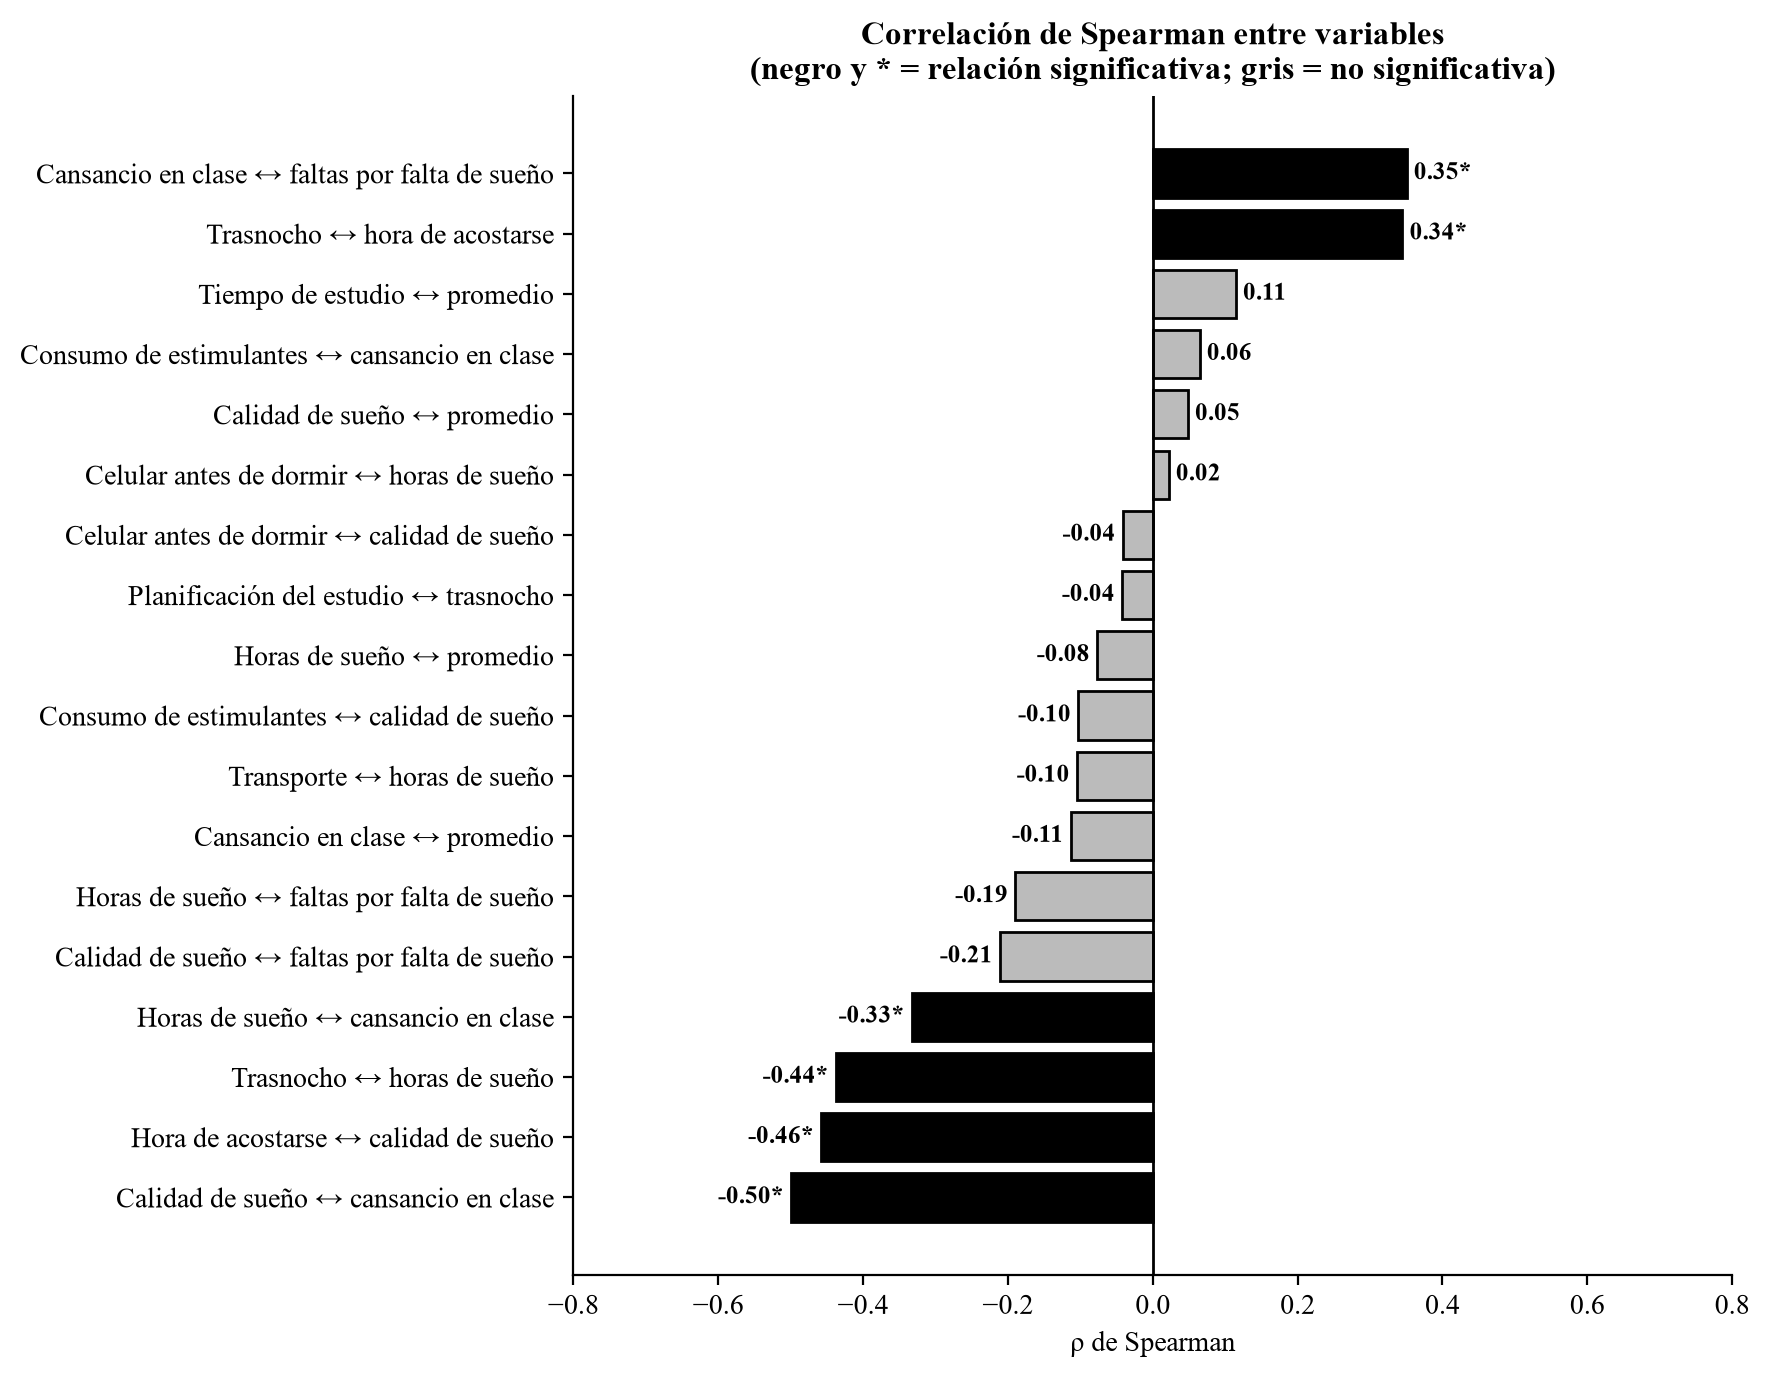 Correlación de Spearman entre variables
(negro y * = relación significativa; gris = no significativa)
Cansancio en clase ↔ faltas por falta de sueño 0.35*
Trasnocho ↔ hora de acostarse 0.34*
Tiempo de estudio ↔ promedio 0.11
Consumo de estimulantes ↔ cansancio en clase 0.06
Calidad de sueño ↔ promedio 0.05
Celular antes de dormir ↔ horas de sueño 0.02
Celular antes de dormir ↔ calidad de sueño -0.04
Planificación del estudio ↔ trasnocho -0.04
Horas de sueño ↔ promedio -0.08
Consumo de estimulantes ↔ calidad de sueño -0.10
Transporte ↔ horas de sueño -0.10
Cansancio en clase ↔ promedio -0.11
Horas de sueño ↔ faltas por falta de sueño -0.19
Calidad de sueño ↔ faltas por falta de sueño -0.21
Horas de sueño ↔ cansancio en clase -0.33*
Trasnocho ↔ horas de sueño -0.44*
Hora de acostarse ↔ calidad de sueño -0.46*
Calidad de sueño ↔ cansancio en clase -0.50*
−0.8 −0.6 −0.4 −0.2 0.0 0.2 0.4 0.6 0.8
ρ de Spearman